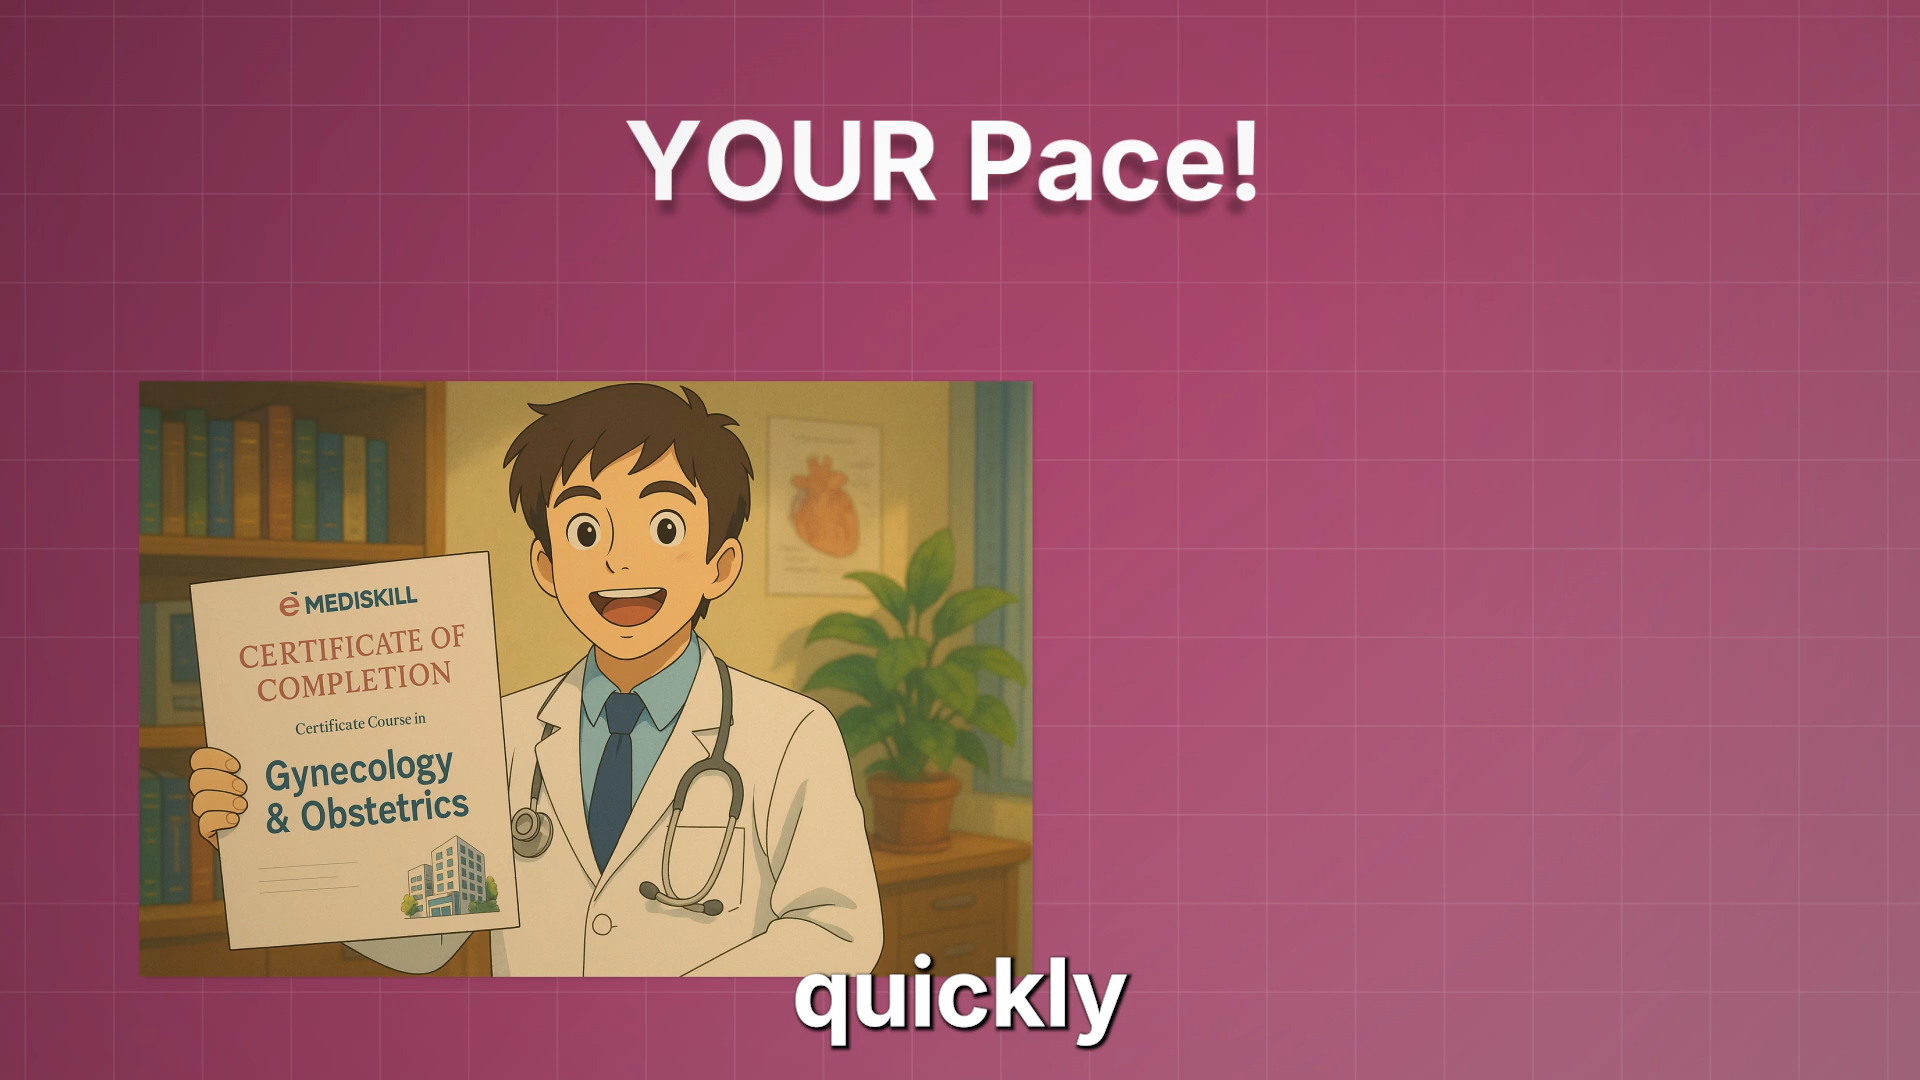 YOUR Pace!
é MEDISKILL
CERTIFICATE OF
COMPLETION
Certificate Course in
Gynecology
& Obstetrics
quickly